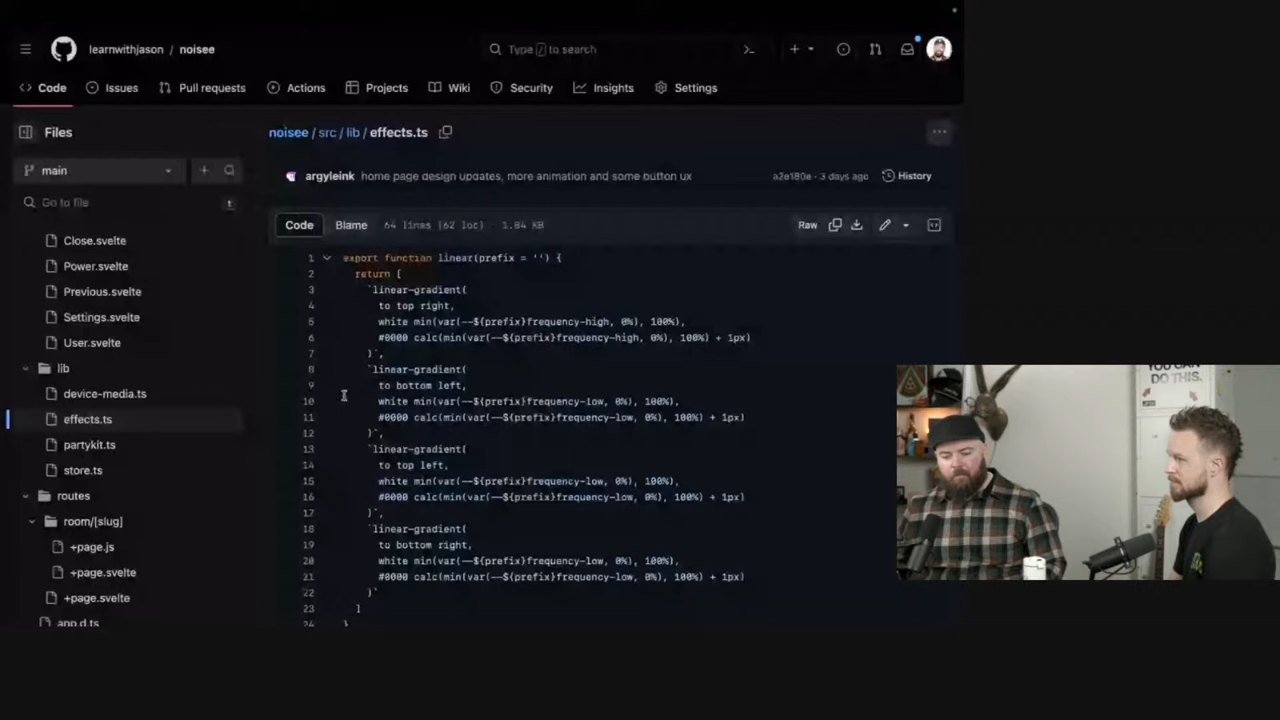 learnwithjason / noisee
Type / to search
Code
Issues
Pull requests
Actions
Projects
Wiki
Security
Insights
Settings
Files
main
Go to file
t
Close.svelte
Power.svelte
Previous.svelte
Settings.svelte
User.svelte
lib
device-media.ts
effects.ts
partykit.ts
store.ts
routes
room/[slug]
+page.js
+page.svelte
+page.svelte
app.d.ts
noisee / src / lib / effects.ts
argyleink home page design updates, more animation and some button ux
a2e180e · 3 days ago
History
Code
Blame
64 lines (62 loc) · 1.84 KB
Raw
1 export function linear(prefix = '') {
2 return [
3 `linear-gradient(
4 to top right,
5 white min(var(--${prefix}frequency-high, 0%), 100%),
6 #0000 calc(min(var(--${prefix}frequency-high, 0%), 100%) + 1px)
7 )`,
8 `linear-gradient(
9 to bottom left,
10 white min(var(--${prefix}frequency-low, 0%), 100%),
11 #0000 calc(min(var(--${prefix}frequency-low, 0%), 100%) + 1px)
12 )`,
13 `linear-gradient(
14 to top left,
15 white min(var(--${prefix}frequency-low, 0%), 100%),
16 #0000 calc(min(var(--${prefix}frequency-low, 0%), 100%) + 1px)
17 )`,
18 `linear-gradient(
19 to bottom right,
20 white min(var(--${prefix}frequency-low, 0%), 100%),
21 #0000 calc(min(var(--${prefix}frequency-low, 0%), 100%) + 1px)
22 )`
23 ]
24 }
YOU CAN
DO THIS.